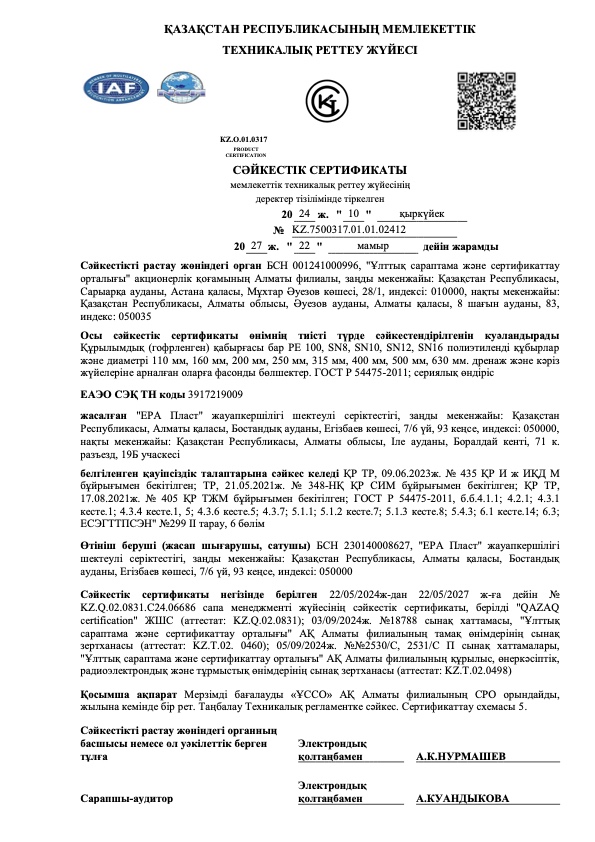 ҚАЗАҚСТАН РЕСПУБЛИКАСЫНЫҢ МЕМЛЕКЕТТІК
ТЕХНИКАЛЫҚ РЕТТЕУ ЖҮЙЕСІ
IAF
KZ.O.01.0317
PRODUCT
CERTIFICATION
СӘЙКЕСТІК СЕРТИФИКАТЫ
мемлекеттік техникалық реттеу жүйесінің
деректер тізілімінде тіркелген
20 24 ж. " 10 " қыркүйек
№ KZ.7500317.01.01.02412
20 27 ж. " 22 " мамыр дейін жарамды
Сәйкестікті растау жөніндегі орган БСН 001241000996, "Ұлттық сараптама және сертификаттау
орталығы" акционерлік қоғамының Алматы филиалы, заңды мекенжайы: Қазақстан Республикасы,
Сарыарқа ауданы, Астана қаласы, Мұхтар Әуезов көшесі, 28/1, индексі: 010000, нақты мекенжайы:
Қазақстан Республикасы, Алматы облысы, Әуезов ауданы, Алматы қаласы, 8 шағын ауданы, 83,
индекс: 050035
Осы сәйкестік сертификаты өнімнің тиісті түрде сәйкестендірілгенін куәландырады
Құрылымдық (гофрленген) қабырғасы бар PE 100, SN8, SN10, SN12, SN16 полиэтиленді құбырлар
және диаметрі 110 мм, 160 мм, 200 мм, 250 мм, 315 мм, 400 мм, 500 мм, 630 мм. дренаж және кәріз
жүйелеріне арналған оларға фасонды бөлшектер. ГОСТ Р 54475-2011; сериялық өндіріс
ЕАЭО СЭҚ ТН коды 3917219009
жасалған "ЕРА Пласт" жауапкершілігі шектеулі серіктестігі, заңды мекенжайы: Қазақстан
Республикасы, Алматы қаласы, Бостандық ауданы, Егізбаев көшесі, 7/6 үй, 93 кеңсе, индексі: 050000,
нақты мекенжайы: Қазақстан Республикасы, Алматы облысы, Іле ауданы, Боралдай кенті, 71 к.
разъезд, 19Б учаскесі
белгіленген қауіпсіздік талаптарына сәйкес келеді ҚР ТР, 09.06.2023ж. № 435 ҚР И ж ИҚД М
бұйрығымен бекітілген; ТР, 21.05.2021ж. № 348-НҚ ҚР СИМ бұйрығымен бекітілген; ҚР ТР,
17.08.2021ж. № 405 ҚР ТЖМ бұйрығымен бекітілген; ГОСТ Р 54475-2011, б.б.4.1.1; 4.2.1; 4.3.1
кесте.1; 4.3.4 кесте.1, 5; 4.3.6 кесте.5; 4.3.7; 5.1.1; 5.1.2 кесте.7; 5.1.3 кесте.8; 5.4.3; 6.1 кесте.14; 6.3;
ЕСЭГТТПСЭН" №299 II тарау, 6 бөлім
Өтініш беруші (жасап шығарушы, сатушы) БСН 230140008627, "ЕРА Пласт" жауапкершілігі
шектеулі серіктестігі, заңды мекенжайы: Қазақстан Республикасы, Алматы қаласы, Бостандық
ауданы, Егізбаев көшесі, 7/6 үй, 93 кеңсе, индексі: 050000
Сәйкестік сертификаты негізінде берілген 22/05/2024ж-дан 22/05/2027 ж-ға дейін №
KZ.Q.02.0831.C24.06686 сапа менеджменті жүйесінің сәйкестік сертификаты, берілді "QAZAQ
certification" ЖШС (аттестат: KZ.Q.02.0831); 03/09/2024ж. №18788 сынақ хаттамасы, "Ұлттық
сараптама және сертификаттау орталығы" АҚ Алматы филиалының тамақ өнімдерінің сынақ
зертханасы (аттестат: KZ.T.02. 0460); 05/09/2024ж. №№2530/С, 2531/С П сынақ хаттамалары,
"Ұлттық сараптама және сертификаттау орталығы" АҚ Алматы филиалының құрылыс, өнеркәсіптік,
радиоэлектрондық және тұрмыстық өнімдерінің сынақ зертханасы (аттестат: KZ.T.02.0498)
Қосымша ақпарат Мерзімді бағалауды «ҰССО» АҚ Алматы филиалының СРО орындайды,
жылына кемінде бір рет. Таңбалау Техникалық регламентке сәйкес. Сертификаттау схемасы 5.
Сәйкестікті растау жөніндегі органның
басшысы немесе ол уәкілеттік берген
тұлға
Электрондық
қолтаңбамен
А.К.НУРМАШЕВ
Сарапшы-аудитор
Электрондық
қолтаңбамен
А.КУАНДЫКОВА